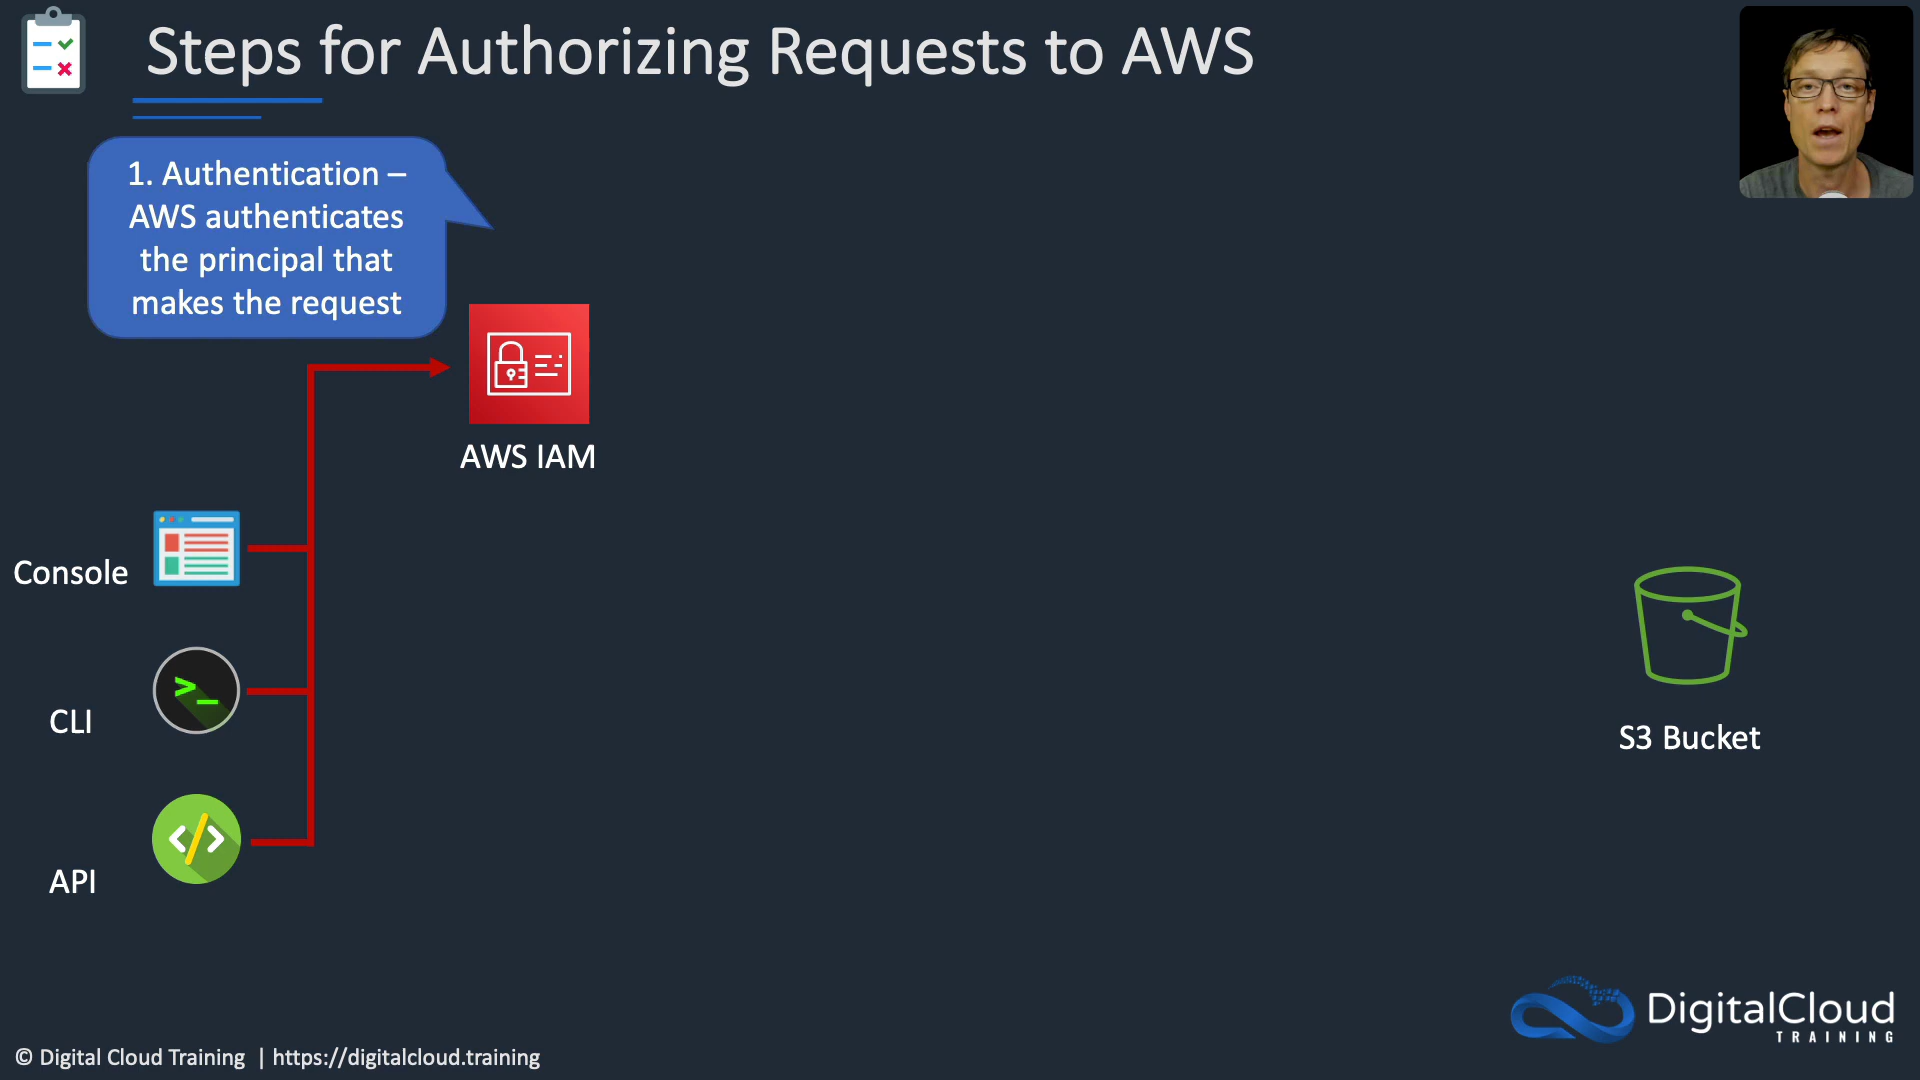 Steps for Authorizing Requests to AWS
1. Authentication –
AWS authenticates
the principal that
makes the request
AWS IAM
Console
CLI
API
S3 Bucket
DigitalCloud
TRAINING
© Digital Cloud Training | https://digitalcloud.training